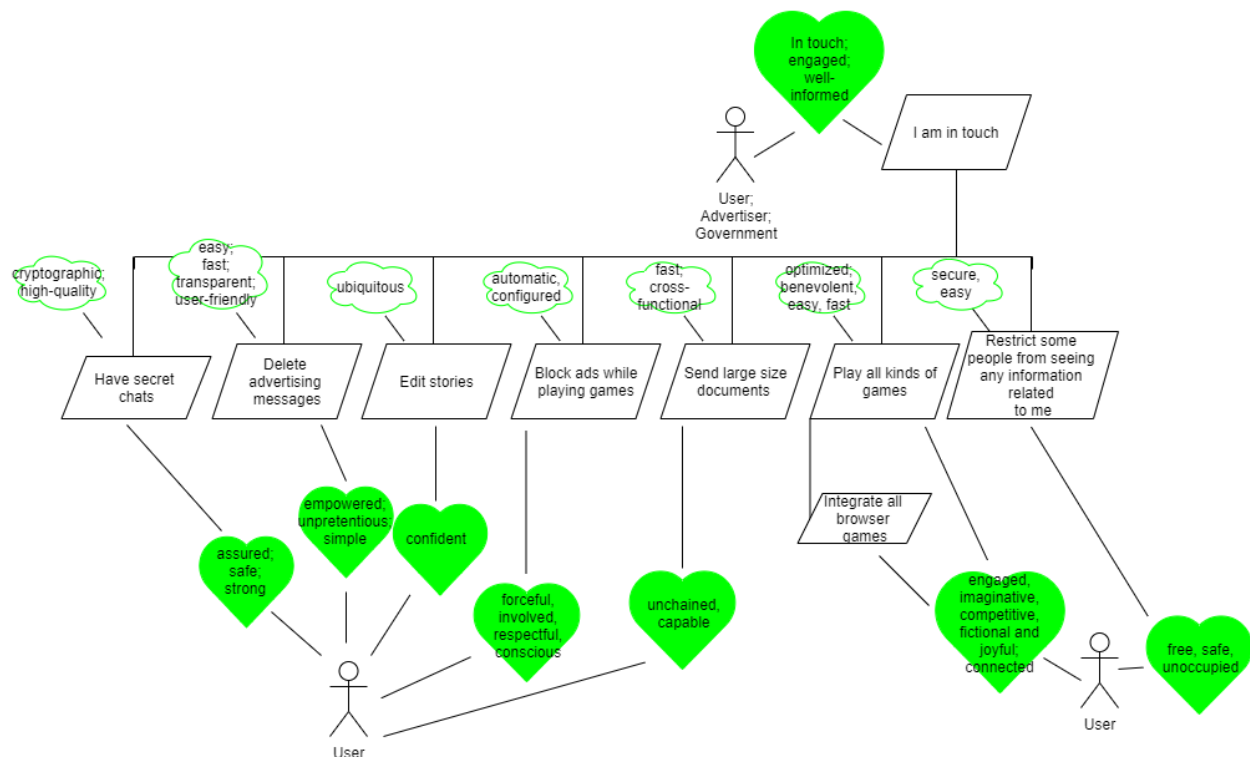 In touch;
engaged;
well-
informed
I am in touch
User;
Advertiser;
Government
cryptographic;
high-quality
easy;
fast;
transparent;
user-friendly
ubiquitous
automatic,
configured
fast;
cross-
functional
optimized;
benevolent,
easy, fast
secure,
easy
Have secret
chats
Delete
advertising
messages
Edit stories
Block ads while
playing games
Send large size
documents
Play all kinds of
games
Restrict some
people from seeing
any information
related
to me
Integrate all
browser
games
assured;
safe;
strong
empowered;
unpretentious;
simple
confident
forceful,
involved,
respectful,
conscious
unchained,
capable
engaged,
imaginative,
competitive,
fictional and
joyful;
connected
free, safe,
unoccupied
User
User